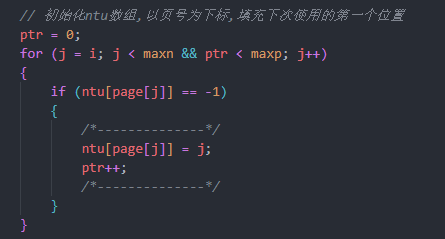 // 初始化ntu数组,以页号为下标,填充下次使用的第一个位置
ptr = 0;
for (j = i; j < maxn && ptr < maxp; j++)
{
if (ntu[page[j]] == -1)
{
/*--------------*/
ntu[page[j]] = j;
ptr++;
/*--------------*/
}
}